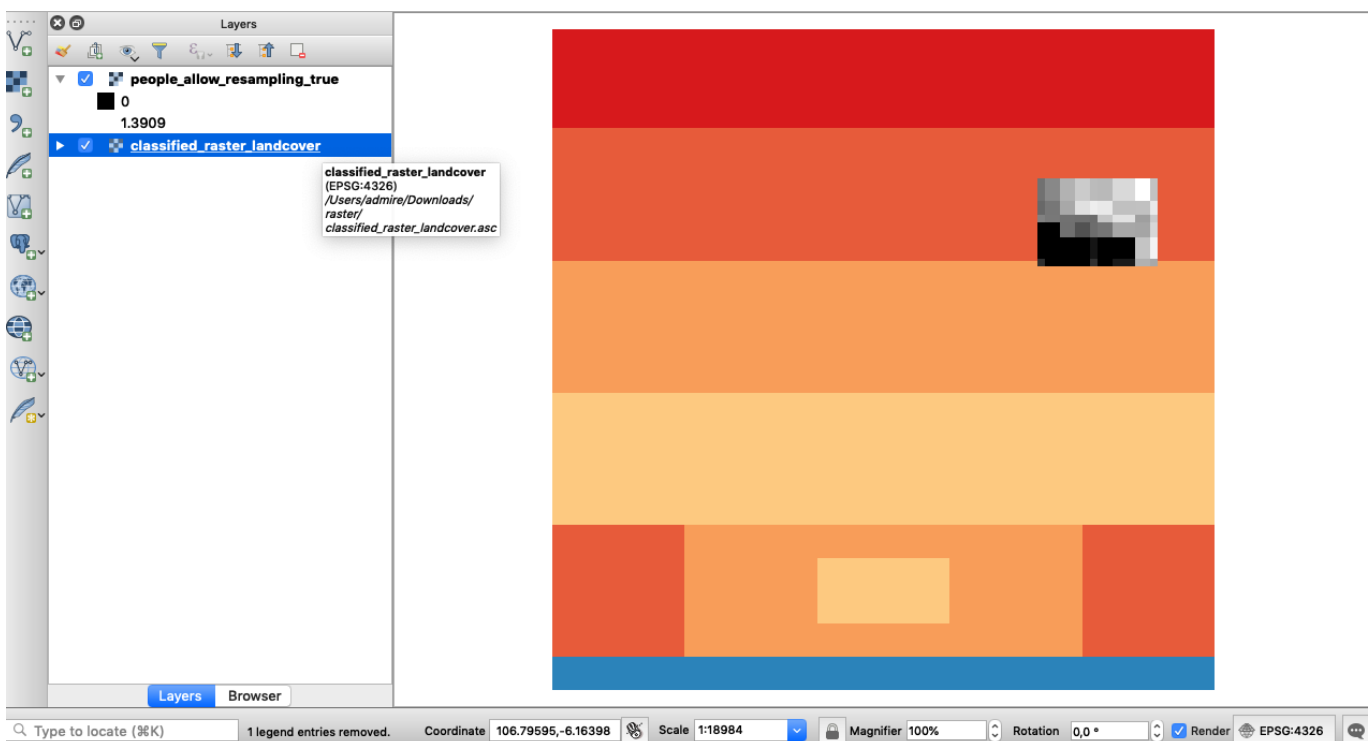 Layers
people_allow_resampling_true
0
1.3909
classified_raster_landcover
classified_raster_landcover
(EPSG:4326)
/Users/admire/Downloads/
raster/
classified_raster_landcover.asc
Layers Browser
Type to locate (⌘K) 1 legend entries removed. Coordinate 106.79595,-6.16398 Scale 1:18984 Magnifier 100% Rotation 0,0 ° Render EPSG:4326